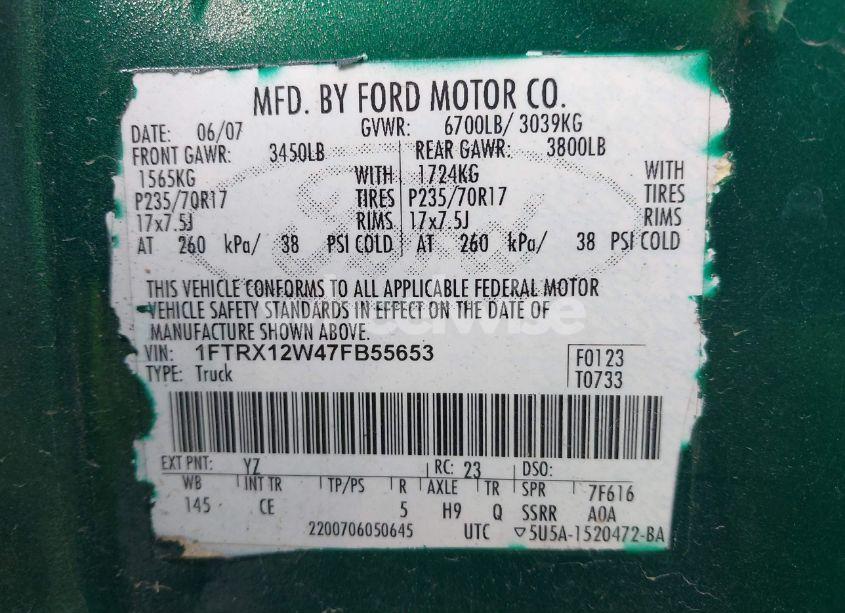 MFD. BY FORD MOTOR CO.
DATE: 06/07 GVWR: 6700LB/ 3039KG
FRONT GAWR: 3450LB REAR GAWR: 3800LB
1565KG WITH 1724KG WITH
P235/70R17 TIRES P235/70R17 TIRES
17x7.5J RIMS 17x7.5J RIMS
AT 260 kPa/ 38 PSI COLD AT 260 kPa/ 38 PSI COLD
THIS VEHICLE CONFORMS TO ALL APPLICABLE FEDERAL MOTOR
VEHICLE SAFETY STANDARDS IN EFFECT ON THE DATE OF
MANUFACTURE SHOWN ABOVE.
VIN: 1FTRX12W47FB55653 F0123
TYPE: Truck T0733
EXT PNT: YZ RC: 23 DSO:
WB INT TR TP/PS R AXLE TR SPR 7F616
145 CE 5 H9 Q SSRR A0A
2200706050645 UTC ▽5U5A-1520472-BA